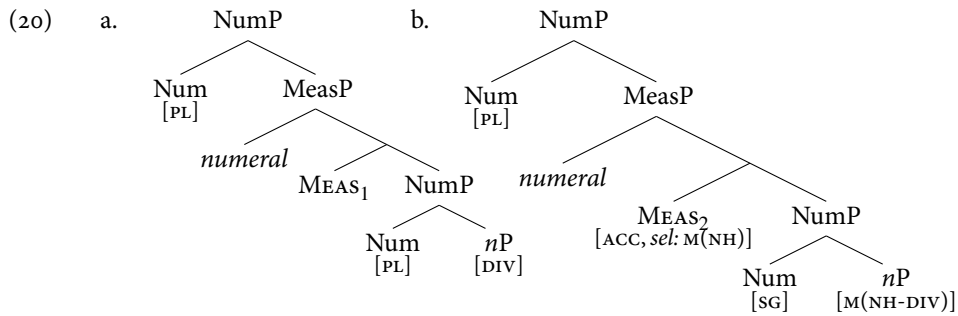 (20) a. NumP b. NumP
Num MeasP Num MeasP
[PL] [PL]
numeral numeral
MEAS₁ NumP MEAS₂ NumP
[ACC, sel: M(NH)]
Num nP Num nP
[PL] [DIV] [SG] [M(NH-DIV)]